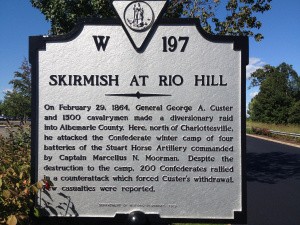 W 197
SKIRMISH AT RIO HILL
On February 29, 1864, General George A. Custer
and 1500 cavalrymen made a diversionary raid
into Albemarle County. Here, north of Charlottesville,
he attacked the Confederate winter camp of four
batteries of the Stuart Horse Artillery commanded
by Captain Marcellus N. Moorman. Despite the
destruction to the camp, 200 Confederates rallied
in a counterattack which forced Custer's withdrawal.
Few casualties were reported.